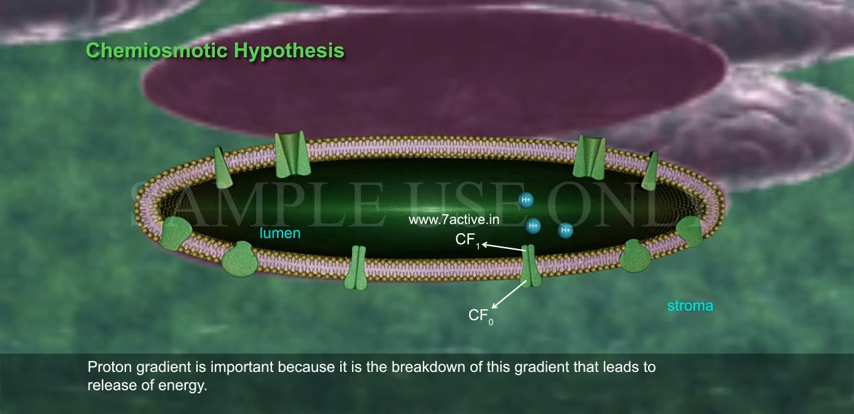 Chemiosmotic Hypothesis
SAMPLE USE ONLY
H+
www.7active.in
lumen
H+
H+
CF1
stroma
CF0
Proton gradient is important because it is the breakdown of this gradient that leads to
release of energy.